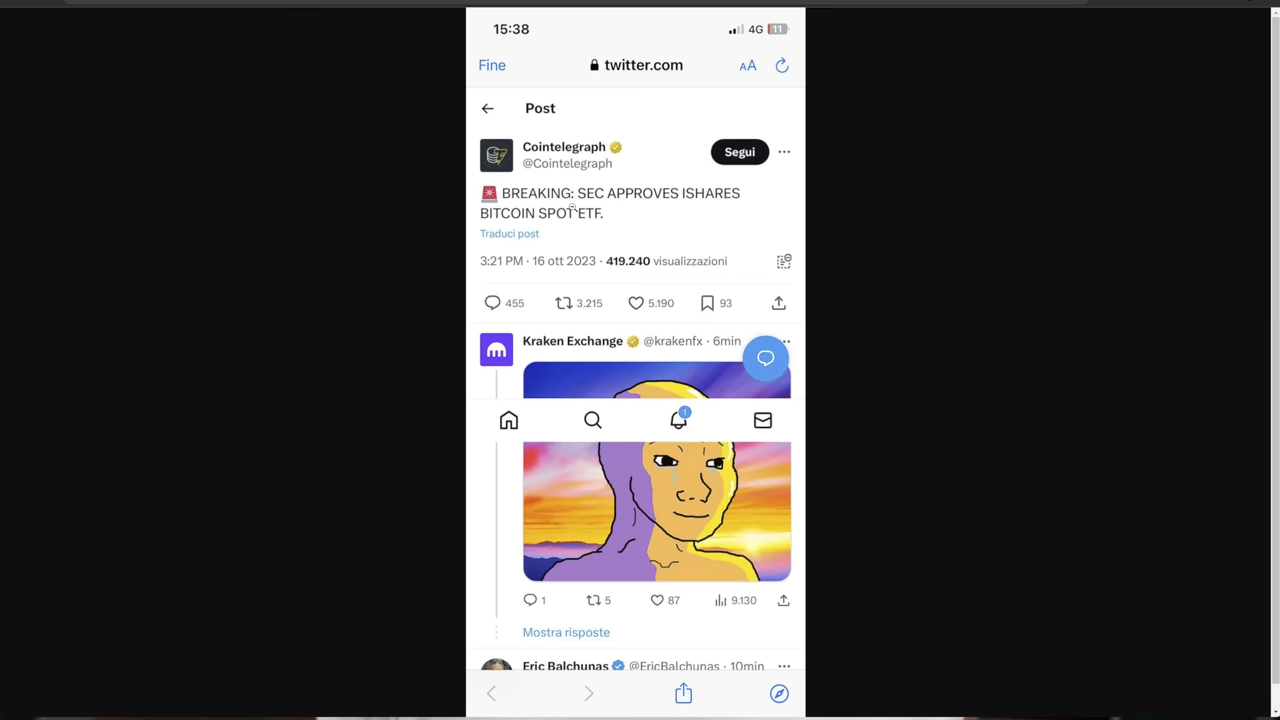 15:38
4G 11
Fine
twitter.com
AA
Post
Cointelegraph
@Cointelegraph
Segui
🚨 BREAKING: SEC APPROVES ISHARES
BITCOIN SPOT ETF.
Traduci post
3:21 PM · 16 ott 2023 · 419.240 visualizzazioni
455 3.215 5.190 93
Kraken Exchange @krakenfx · 6min
1
1 5 87 9.130
Mostra risposte
Eric Balchunas @EricBalchunas · 10min